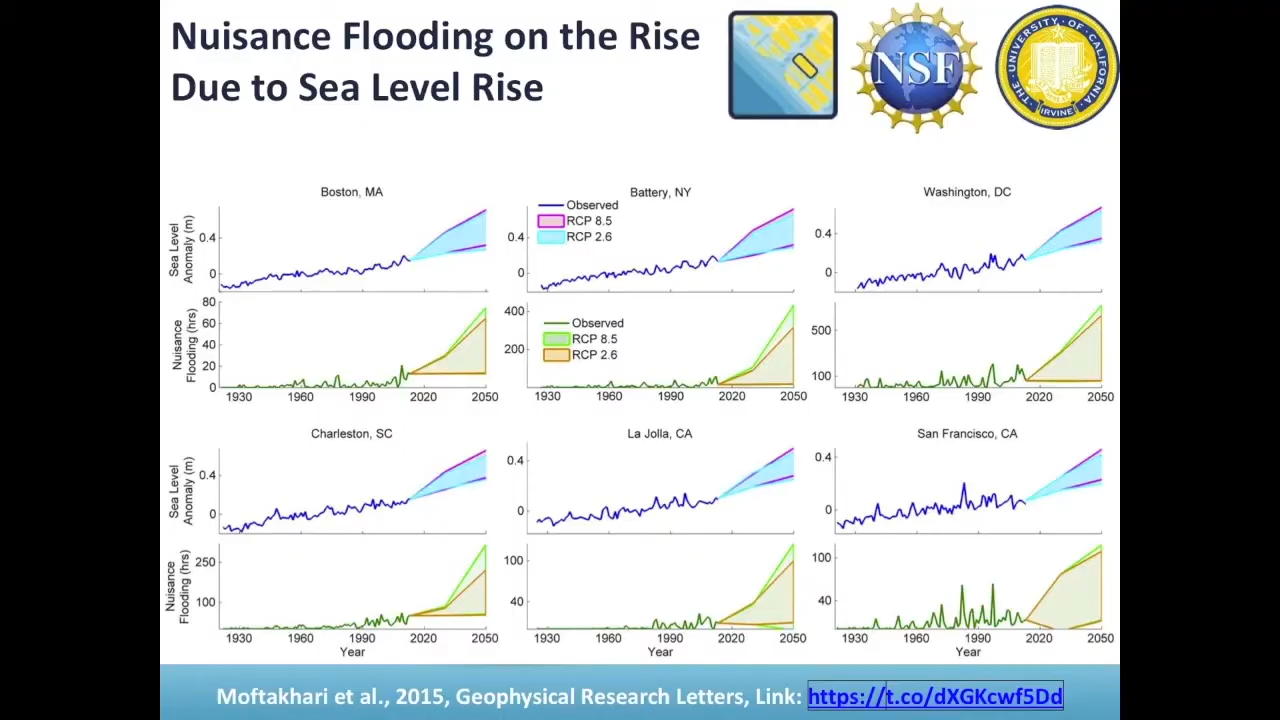 Nuisance Flooding on the Rise
Due to Sea Level Rise
NSF
THE UNIVERSITY OF CALIFORNIA
IRVINE
Boston, MA
Sea Level
Anomaly (m)
0.4
0
Nuisance
Flooding (hrs)
80
60
40
20
0
1930 1960 1990 2020 2050
Battery, NY
Observed
RCP 8.5
RCP 2.6
0.4
0
Observed
RCP 8.5
RCP 2.6
400
200
1930 1960 1990 2020 2050
Washington, DC
0.4
0
500
100
1930 1960 1990 2020 2050
Charleston, SC
Sea Level
Anomaly (m)
0.4
0
Nuisance
Flooding (hrs)
250
100
1930 1960 1990 2020 2050
Year
La Jolla, CA
0.4
0
100
40
1930 1960 1990 2020 2050
Year
San Francisco, CA
0.4
0
100
40
1930 1960 1990 2020 2050
Year
Moftakhari et al., 2015, Geophysical Research Letters, Link: https://t.co/dXGKcwf5Dd